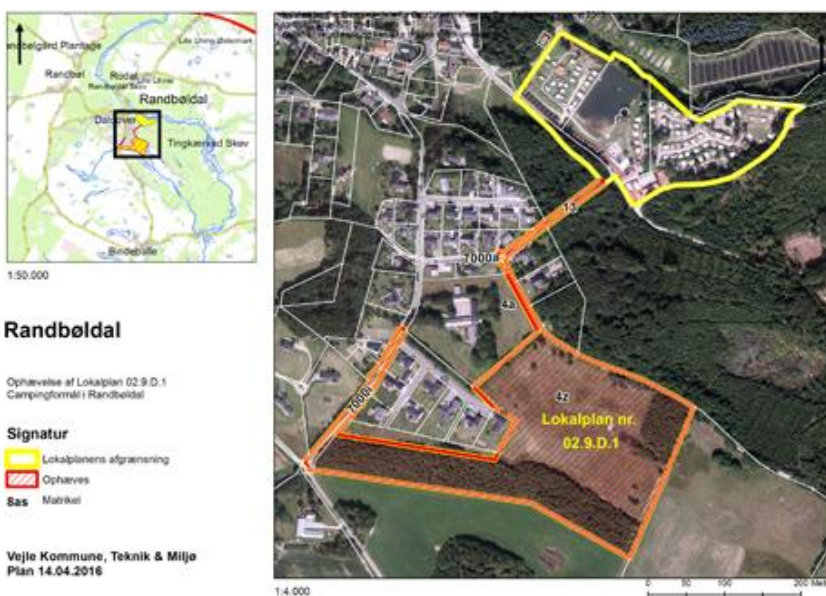 Randbøl
Rodal
Randbøldal
Tingkærvad Skov
Bindeballe
1:50.000
Randbøldal
Ophævelse af Lokalplan 02.9.D.1
Campingformål i Randbøldal
Signatur
Lokalplanens afgrænsning
Ophæves
8as Matrikel
Vejle Kommune, Teknik & Miljø
Plan 14.04.2016
13
7000a
4a
7000i
4z
Lokalplan nr.
02.9.D.1
1:4.000
0 50 100 200